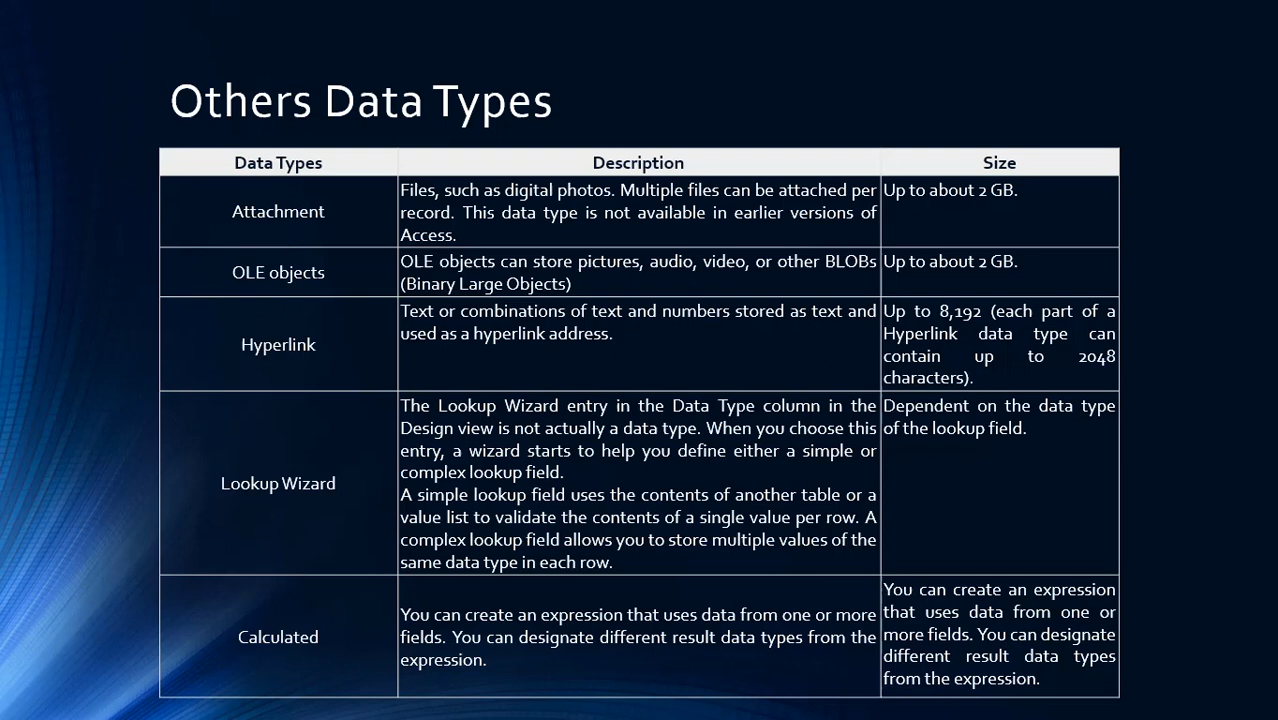 Others Data Types
Data Types Description Size
Attachment
Files, such as digital photos. Multiple files can be attached per
record. This data type is not available in earlier versions of
Access.
Up to about 2 GB.
OLE objects
OLE objects can store pictures, audio, video, or other BLOBs
(Binary Large Objects)
Up to about 2 GB.
Hyperlink
Text or combinations of text and numbers stored as text and
used as a hyperlink address.
Up to 8,192 (each part of a
Hyperlink data type can
contain up to 2048
characters).
Lookup Wizard
The Lookup Wizard entry in the Data Type column in the
Design view is not actually a data type. When you choose this
entry, a wizard starts to help you define either a simple or
complex lookup field.
A simple lookup field uses the contents of another table or a
value list to validate the contents of a single value per row. A
complex lookup field allows you to store multiple values of the
same data type in each row.
Dependent on the data type
of the lookup field.
Calculated
You can create an expression that uses data from one or more
fields. You can designate different result data types from the
expression.
You can create an expression
that uses data from one or
more fields. You can designate
different result data types
from the expression.